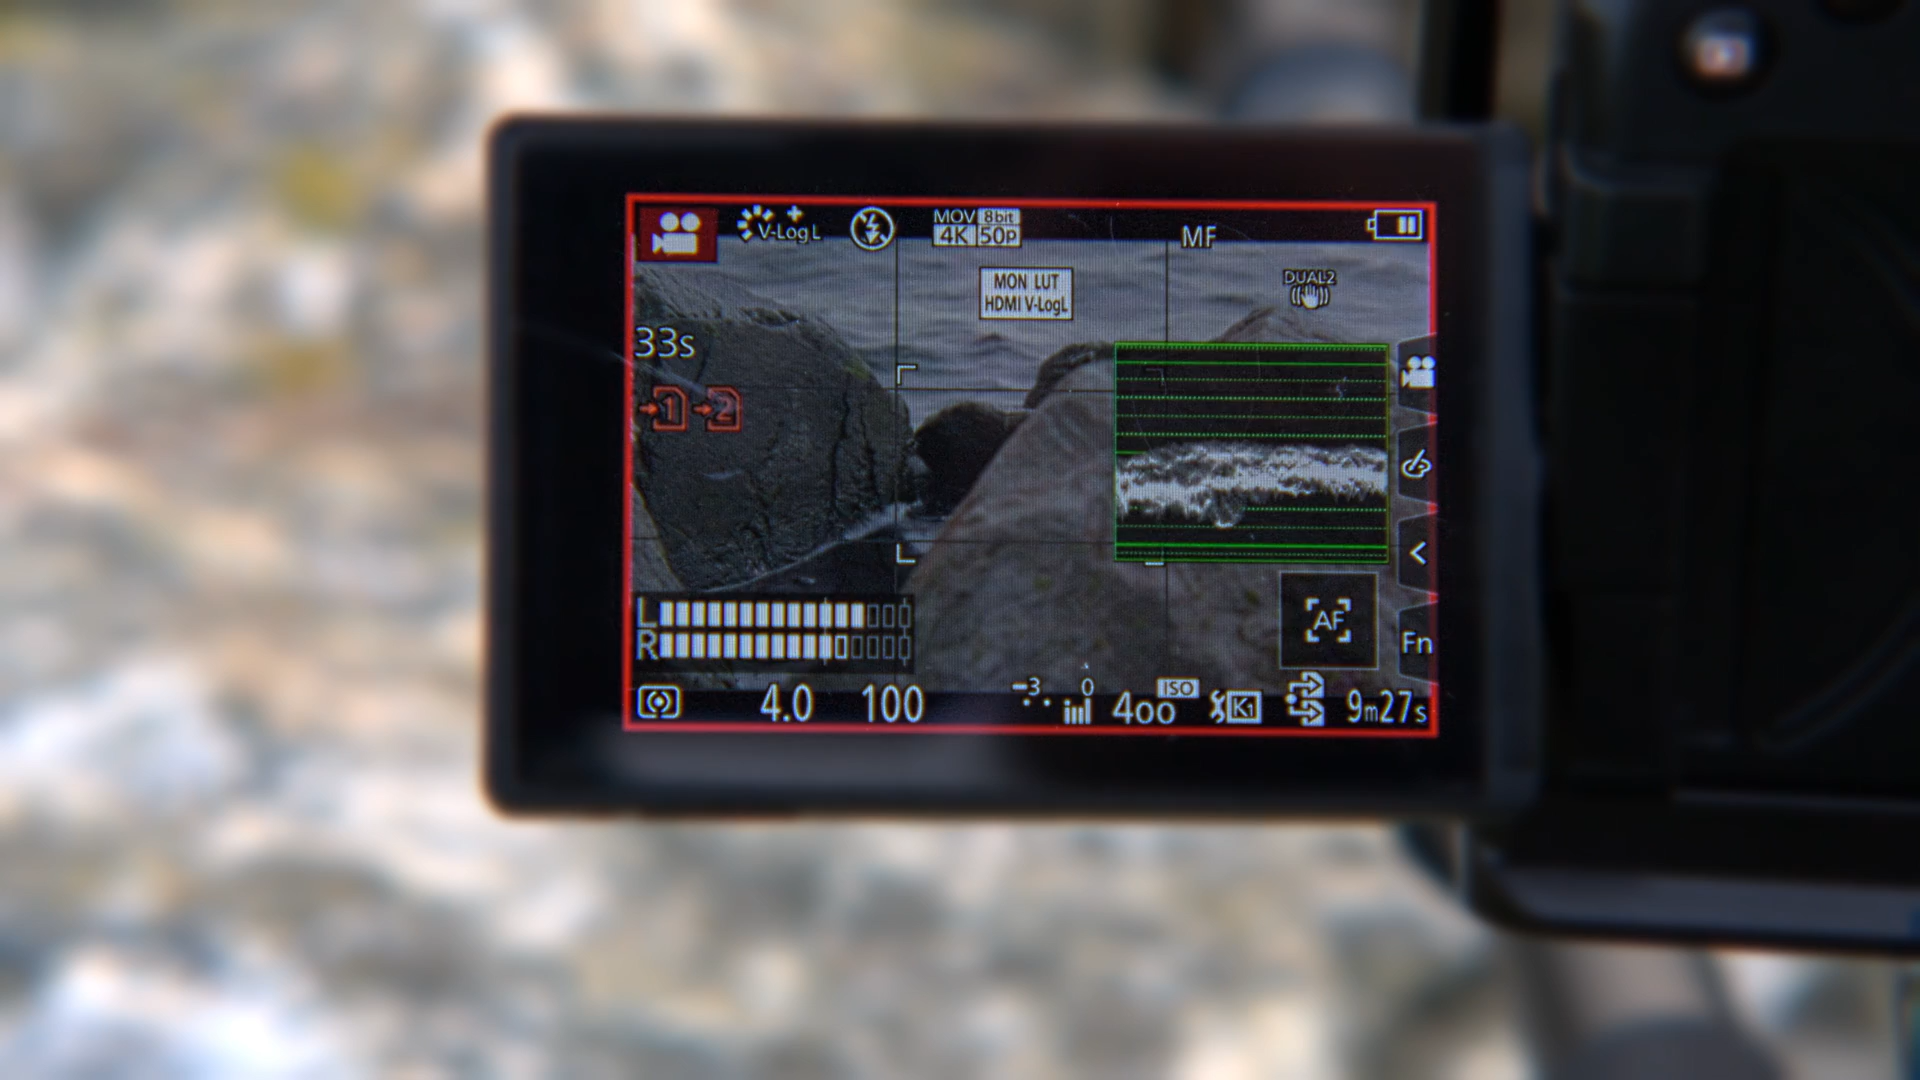 V-Log L
MOV 8bit
4K 50p
MF
MON LUT
HDMI V-LogL
DUAL2
33s
1 2
L
R
AF
Fn
4.0 100 -3 0 400 ISO K1 9m27s